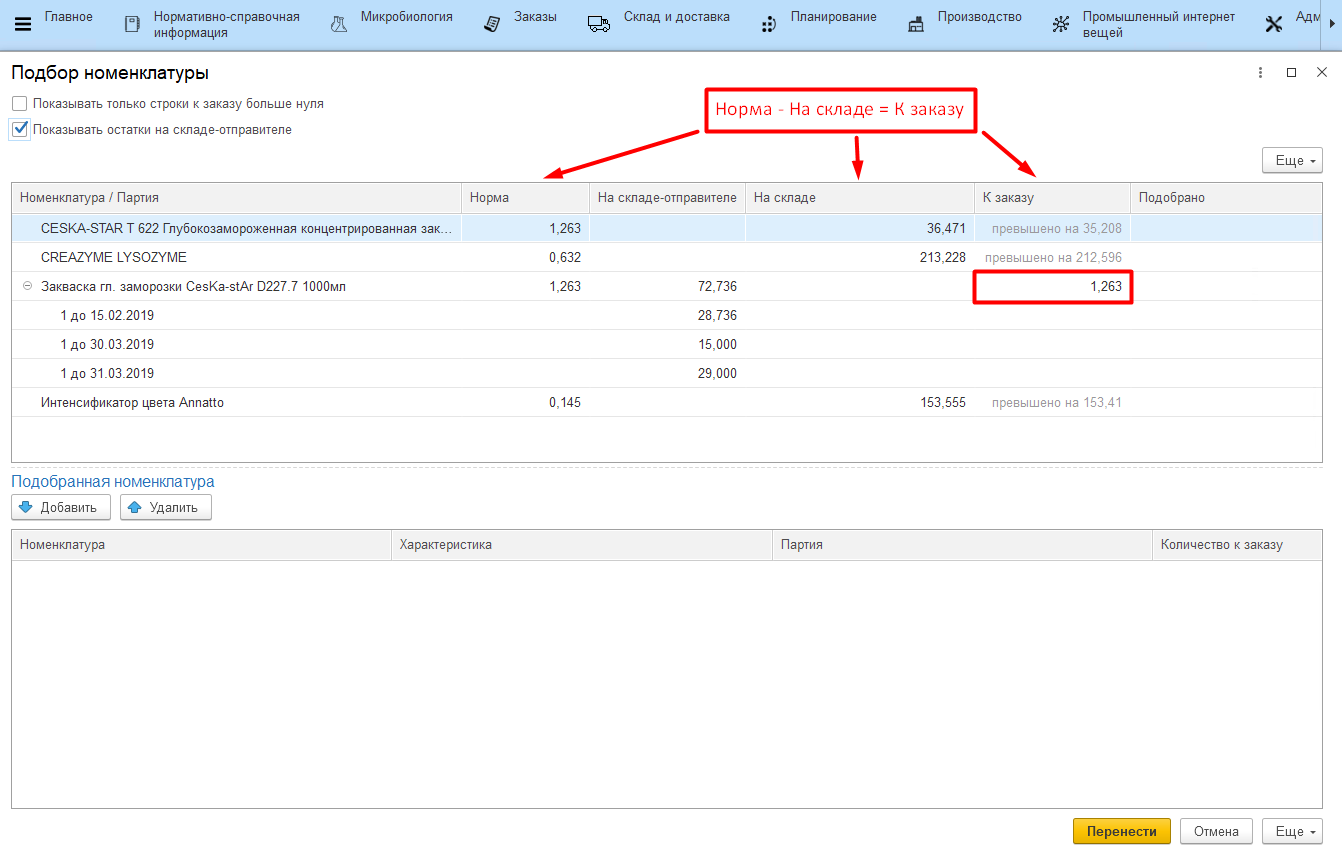 Главное
Нормативно-справочная
информация
Микробиология
Заказы
Склад и доставка
Планирование
Производство
Промышленный интернет
вещей
Адм
Подбор номенклатуры
Показывать только строки к заказу больше нуля
Показывать остатки на складе-отправителе
Норма - На складе = К заказу
Еще
Номенклатура / Партия Норма На складе-отправителе На складе К заказу Подобрано
CESKA-STAR T 622 Глубокозамороженная концентрированная зак... 1,263 36,471 превышено на 35,208
CREAZYME LYSOZYME 0,632 213,228 превышено на 212,596
Закваска гл. заморозки CesKa-stAr D227.7 1000мл 1,263 72,736 1,263
1 до 15.02.2019 28,736
1 до 30.03.2019 15,000
1 до 31.03.2019 29,000
Интенсификатор цвета Annatto 0,145 153,555 превышено на 153,41
Подобранная номенклатура
Добавить Удалить
Номенклатура Характеристика Партия Количество к заказу
Перенести Отмена Еще